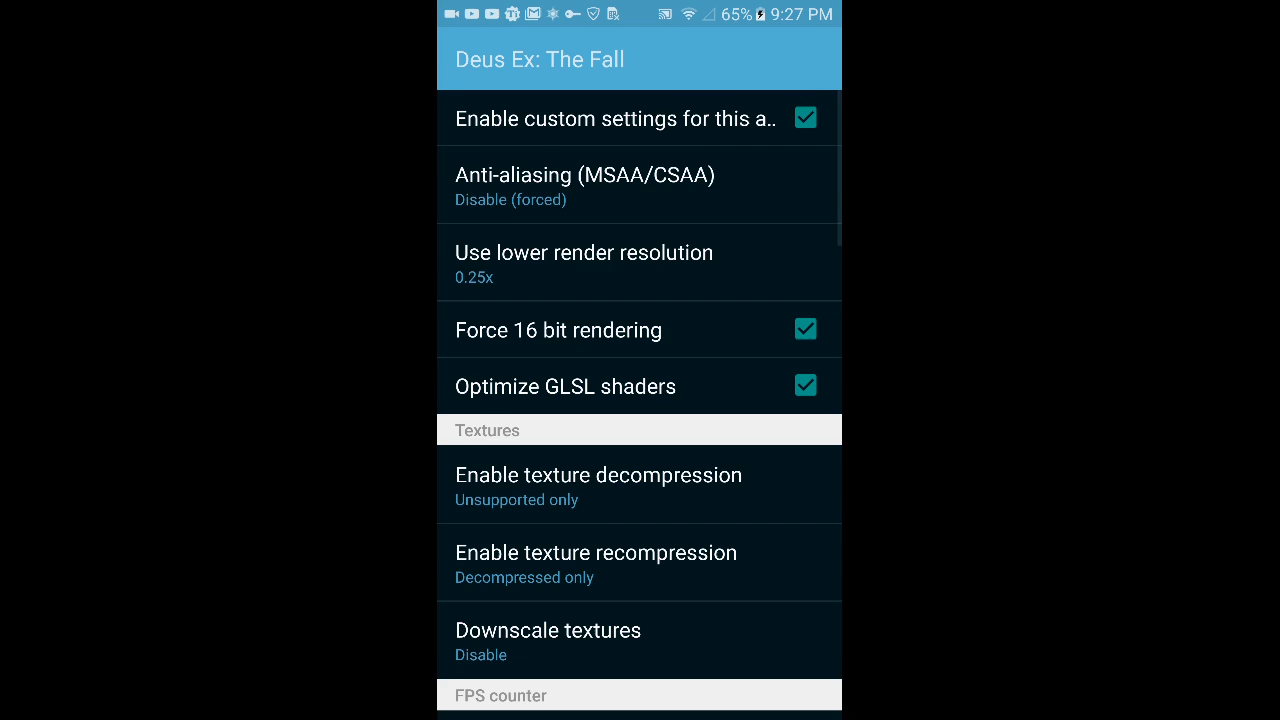 65% 9:27 PM
Deus Ex: The Fall
Enable custom settings for this a..
Anti-aliasing (MSAA/CSAA)
Disable (forced)
Use lower render resolution
0.25x
Force 16 bit rendering
Optimize GLSL shaders
Textures
Enable texture decompression
Unsupported only
Enable texture recompression
Decompressed only
Downscale textures
Disable
FPS counter